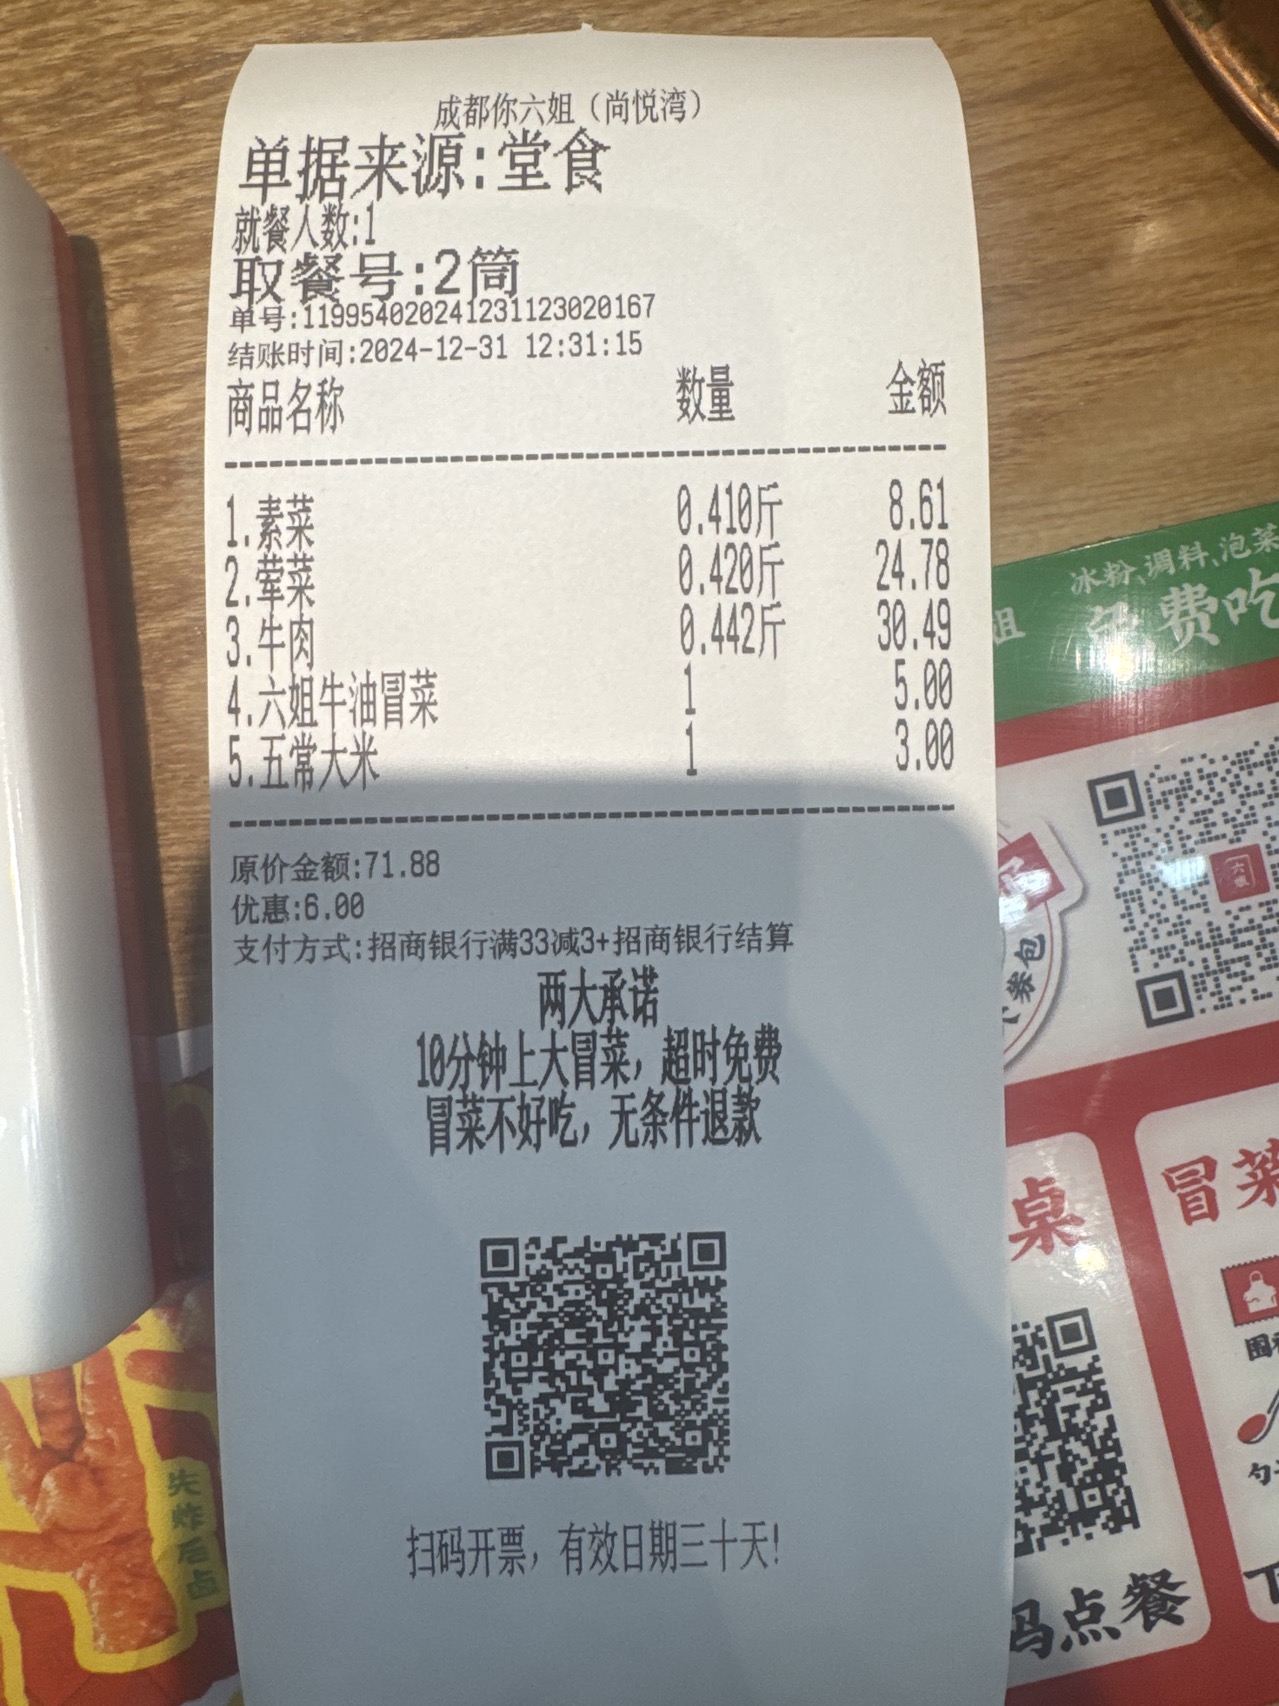 成都你六姐（尚悦湾）
单据来源:堂食
就餐人数:1
取餐号:2筒
单号:119954020241231123020167
结账时间:2024-12-31 12:31:15
商品名称 数量 金额
1.素菜 0.410斤 8.61
2.荤菜 0.420斤 24.78
3.牛肉 0.442斤 30.49
4.六姐牛油冒菜 1 5.00
5.五常大米 1 3.00
原价金额:71.88
优惠:6.00
支付方式:招商银行满33减3+招商银行结算
两大承诺
10分钟上大冒菜，超时免费
冒菜不好吃，无条件退款
扫码开票，有效日期三十天!
冰粉、调料、泡菜
姐 免费吃
六姐
包
桌
冒菜
码点餐
先炸后卤